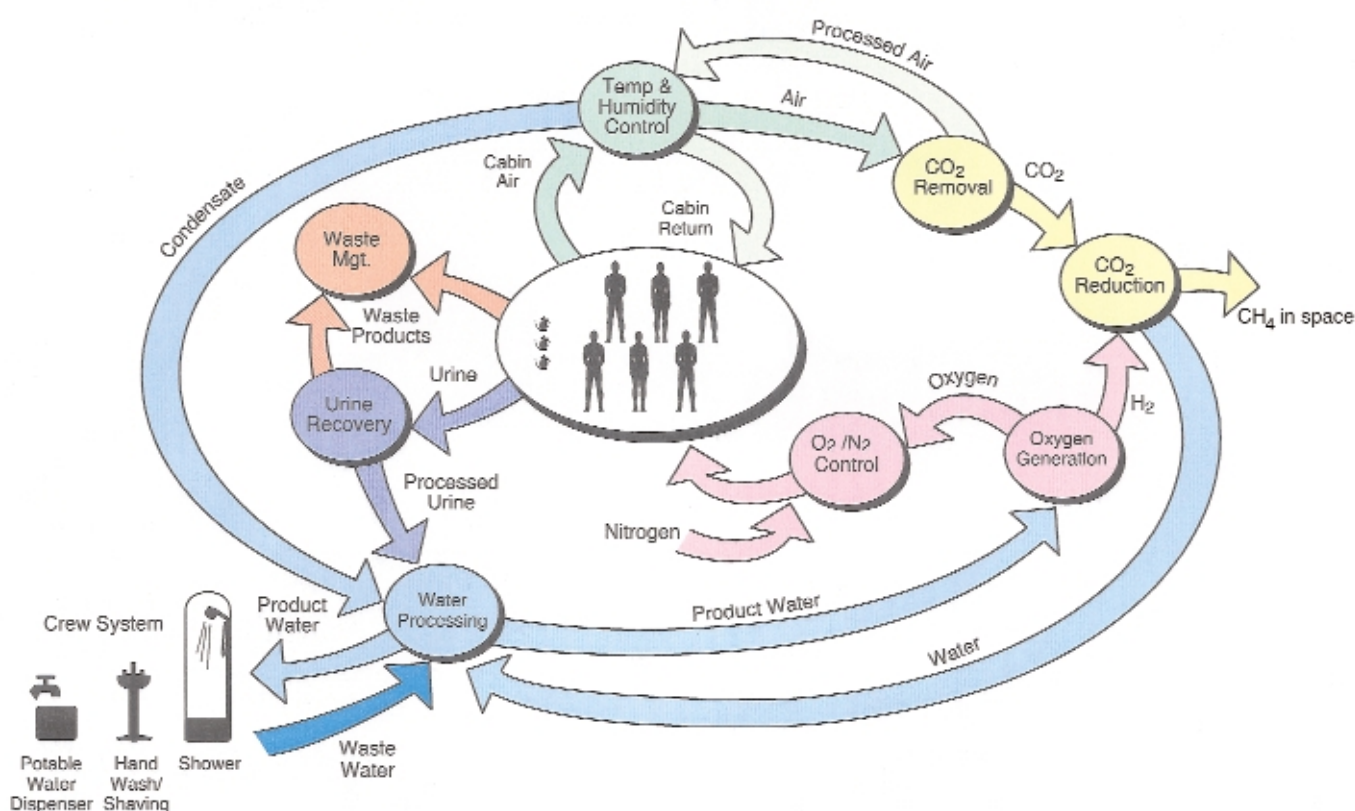 Processed Air
Temp &
Humidity
Control
Air
Cabin
Air
CO2
Removal
CO2
Condensate
Cabin
Return
Waste
Mgt.
CO2
Reduction
CH4 in space
Waste
Products
Urine
Oxygen
H2
Urine
Recovery
O2 /N2
Control
Oxygen
Generation
Processed
Urine
Nitrogen
Water
Processing
Product Water
Product
Water
Crew System
Water
Waste
Water
Potable
Water
Dispenser
Hand
Wash/
Shaving
Shower